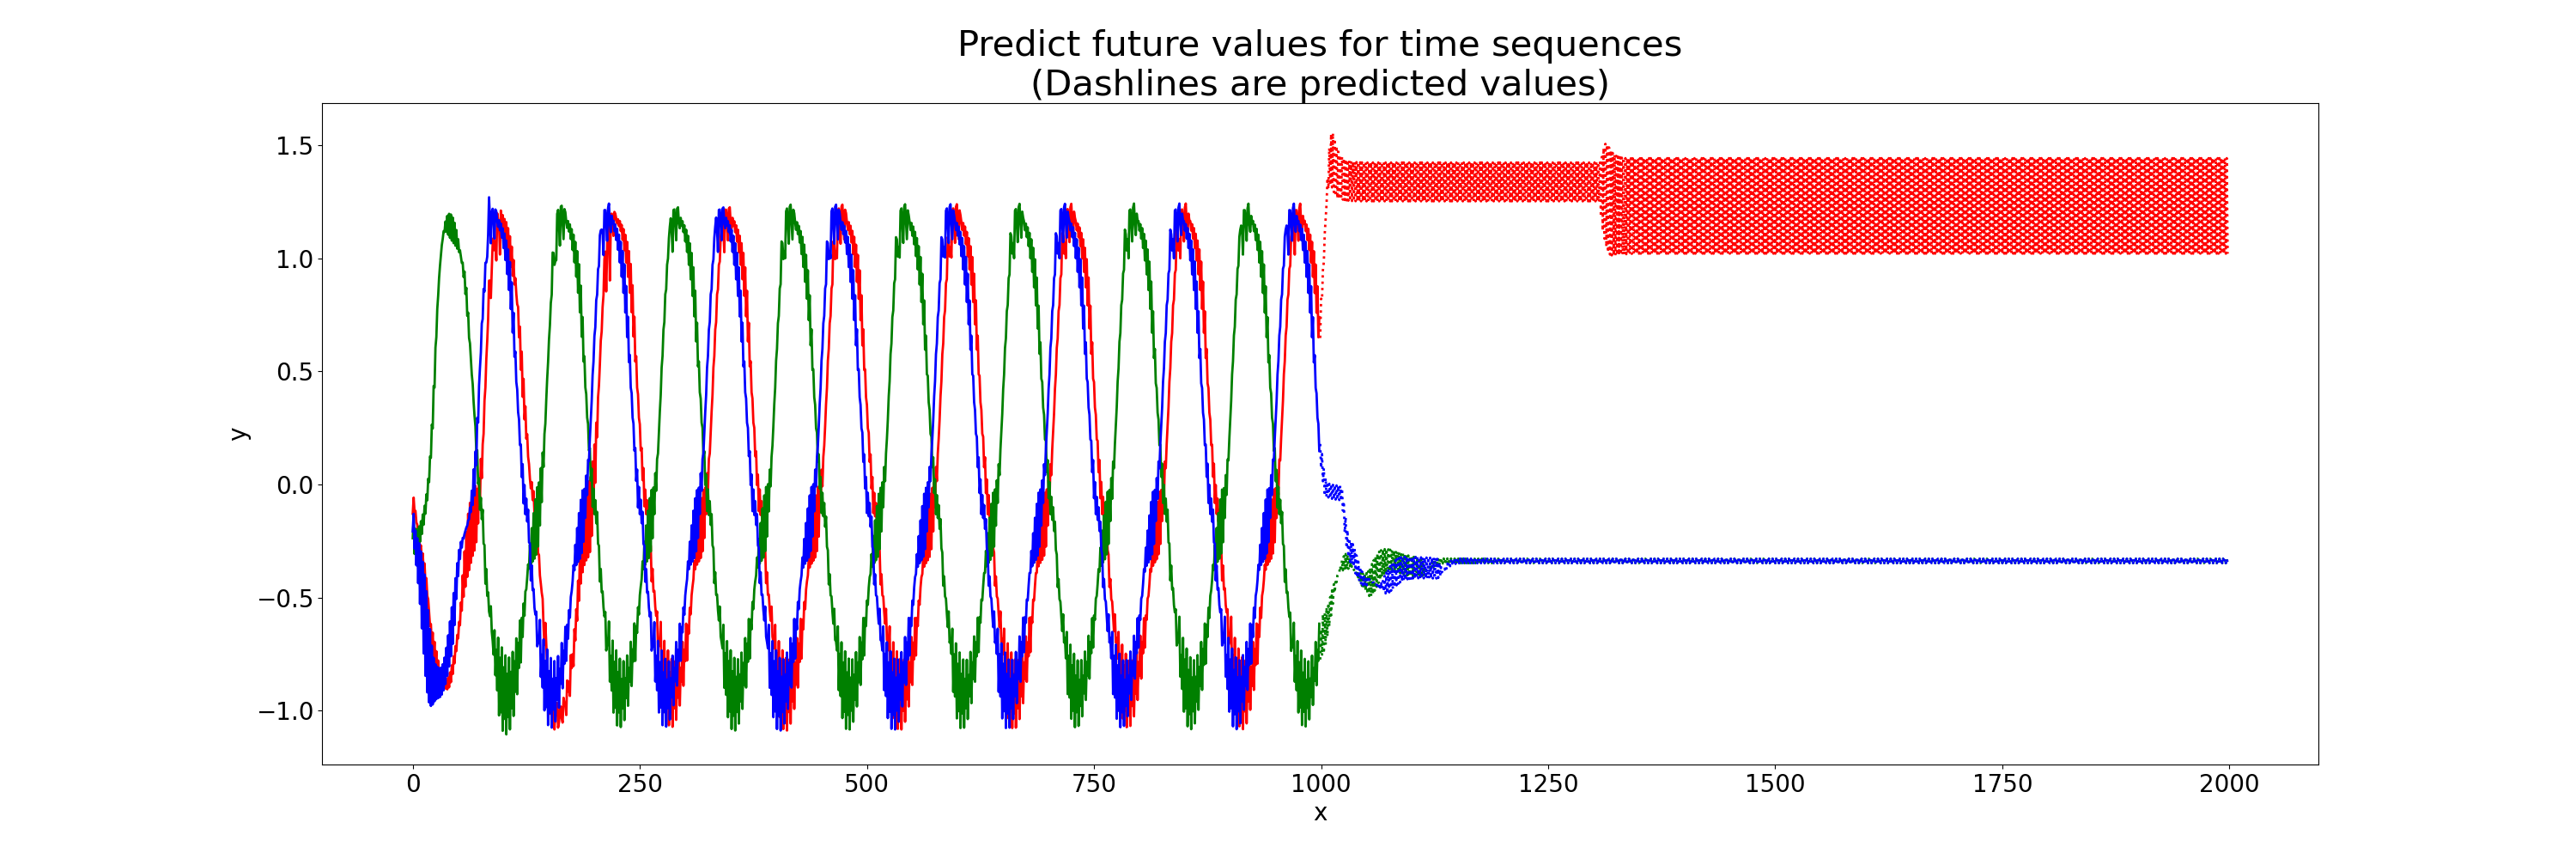 Predict future values for time sequences
(Dashlines are predicted values)
1.5
1.0
0.5
0.0
−0.5
−1.0
y
0 250 500 750 1000 1250 1500 1750 2000
x